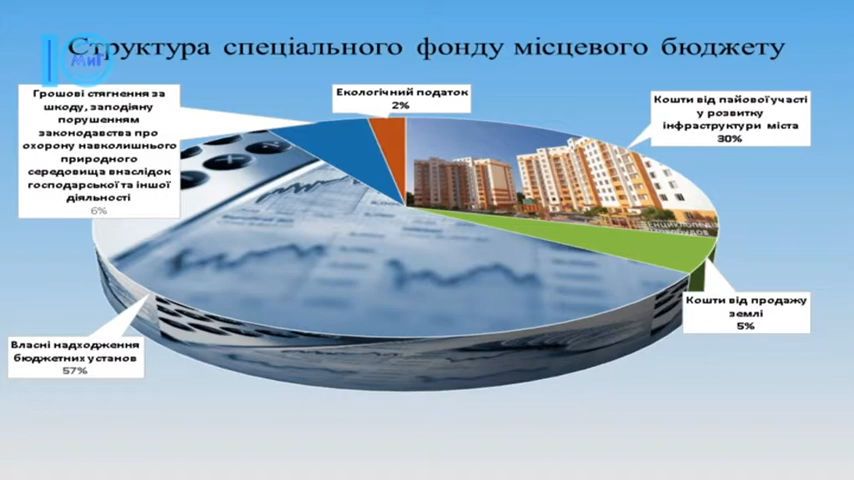 Структура спеціального фонду місцевого бюджету
МиГ
Грошові стягнення за
шкоду, заподіяну
порушенням
законодавства про
охорону навколишнього
природного
середовища внаслідок
господарської та іншої
діяльності
6%
Екологічний податок
2%
Кошти від пайової участі
у розвитку
інфраструктури міста
30%
Кошти від продажу
землі
5%
Власні надходження
бюджетних установ
57%